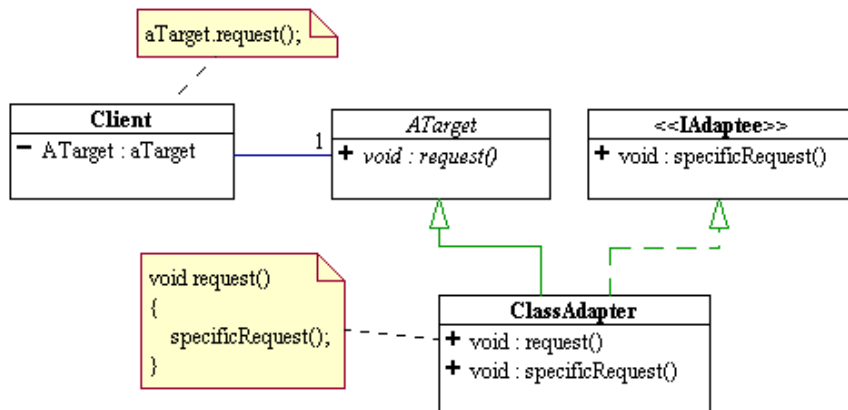 aTarget.request();
Client
− ATarget : aTarget
1
ATarget
+ void : request()
<<IAdaptee>>
+ void : specificRequest()
void request()
{
specificRequest();
}
ClassAdapter
+ void : request()
+ void : specificRequest()